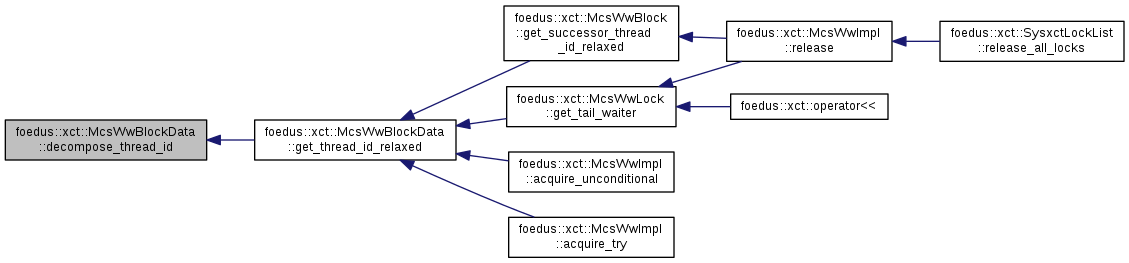 foedus::xct::McsWwBlockData
::decompose_thread_id
foedus::xct::McsWwBlockData
::get_thread_id_relaxed
foedus::xct::McsWwBlock
::get_successor_thread
_id_relaxed
foedus::xct::McsWwLock
::get_tail_waiter
foedus::xct::McsWwImpl
::acquire_unconditional
foedus::xct::McsWwImpl
::acquire_try
foedus::xct::McsWwImpl
::release
foedus::xct::operator<<
foedus::xct::SysxctLockList
::release_all_locks